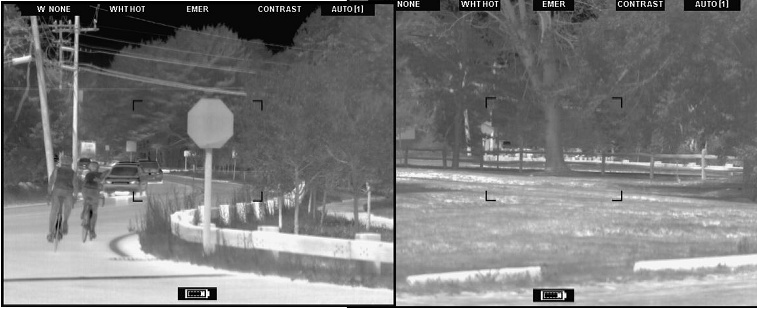 W NONE WHT HOT EMER CONTRAST AUTO [1]
NONE WHT HOT EMER CONTRAST AUTO [1]